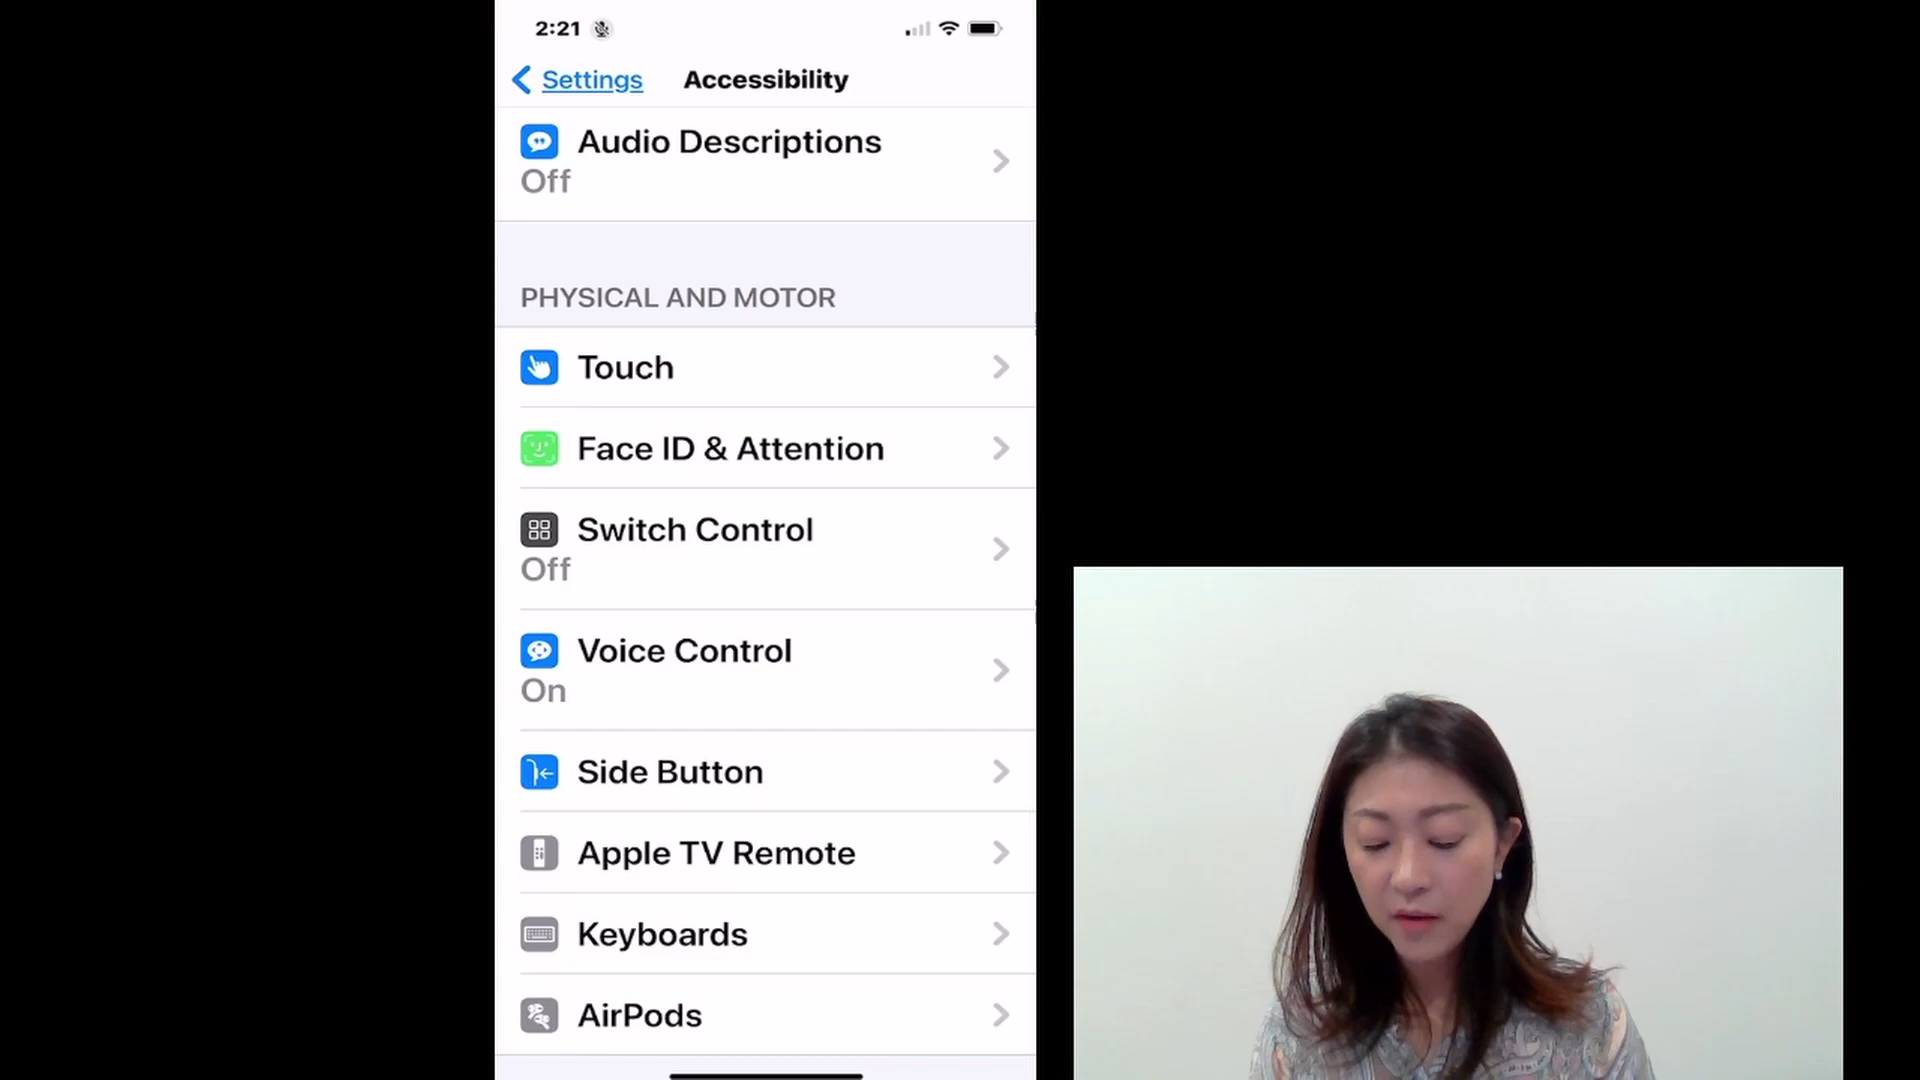 2:21
Settings
Accessibility
Audio Descriptions
Off
PHYSICAL AND MOTOR
Touch
Face ID & Attention
Switch Control
Off
Voice Control
On
Side Button
Apple TV Remote
Keyboards
AirPods